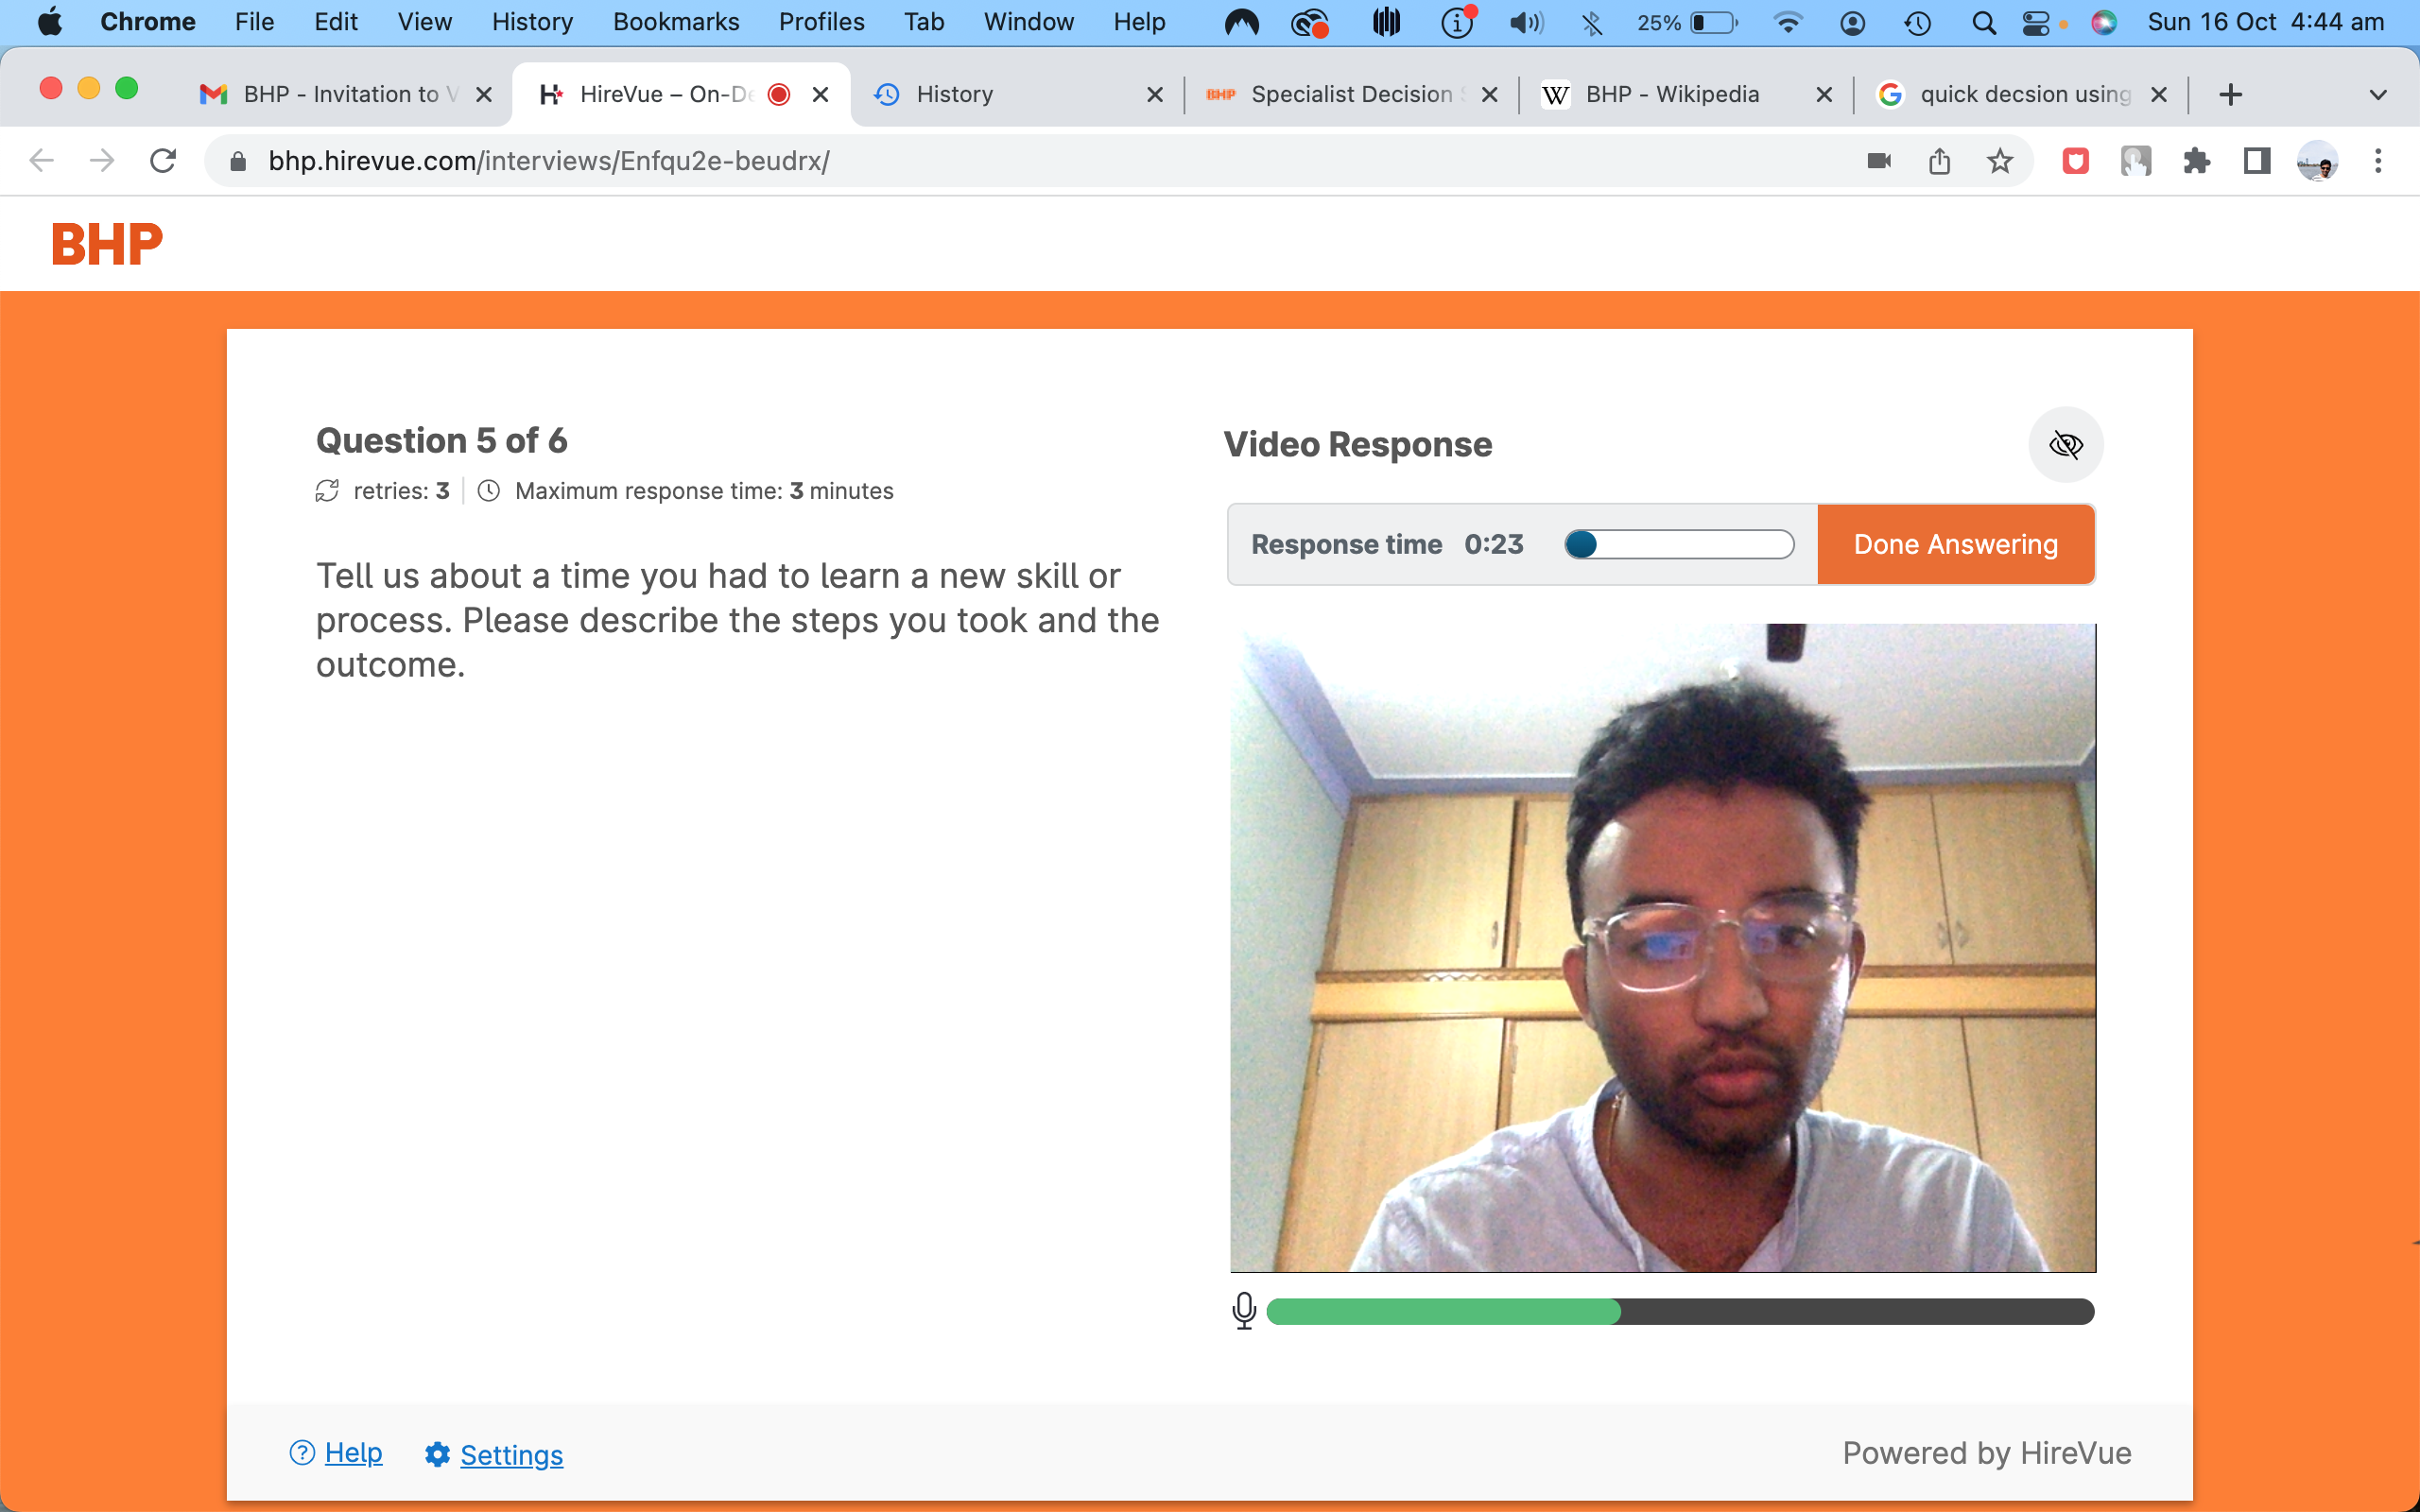 Chrome File Edit View History Bookmarks Profiles Tab Window Help 25% Sun 16 Oct 4:44 am
BHP - Invitation to V HireVue – On-De History BHP Specialist Decision S W BHP - Wikipedia G quick decsion using
bhp.hirevue.com/interviews/Enfqu2e-beudrx/
BHP
Question 5 of 6
retries: 3 Maximum response time: 3 minutes
Tell us about a time you had to learn a new skill or
process. Please describe the steps you took and the
outcome.
Video Response
Response time 0:23 Done Answering
Help Settings Powered by HireVue